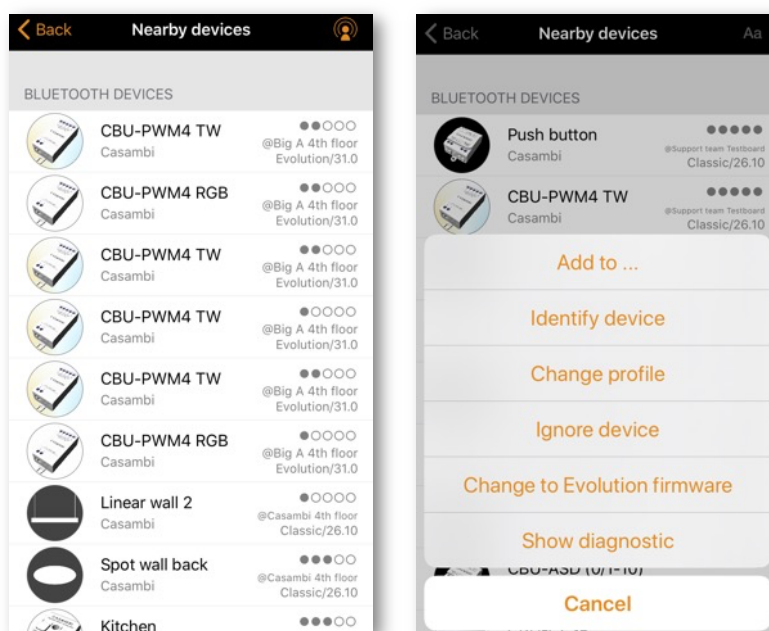 Back
Nearby devices
BLUETOOTH DEVICES
CBU-PWM4 TW
Casambi
@Big A 4th floor
Evolution/31.0
CBU-PWM4 RGB
Casambi
@Big A 4th floor
Evolution/31.0
CBU-PWM4 TW
Casambi
@Big A 4th floor
Evolution/31.0
CBU-PWM4 TW
Casambi
@Big A 4th floor
Evolution/31.0
CBU-PWM4 TW
Casambi
@Big A 4th floor
Evolution/31.0
CBU-PWM4 RGB
Casambi
@Big A 4th floor
Evolution/31.0
Linear wall 2
Casambi
@Casambi 4th floor
Classic/26.10
Spot wall back
Casambi
@Casambi 4th floor
Classic/26.10
Kitchen
Back
Nearby devices
Aa
BLUETOOTH DEVICES
Push button
Casambi
@Support team Testboard
Classic/26.10
CBU-PWM4 TW
Casambi
@Support team Testboard
Classic/26.10
Add to ...
Identify device
Change profile
Ignore device
Change to Evolution firmware
Show diagnostic
CBU-ASD (0/1-10)
Cancel